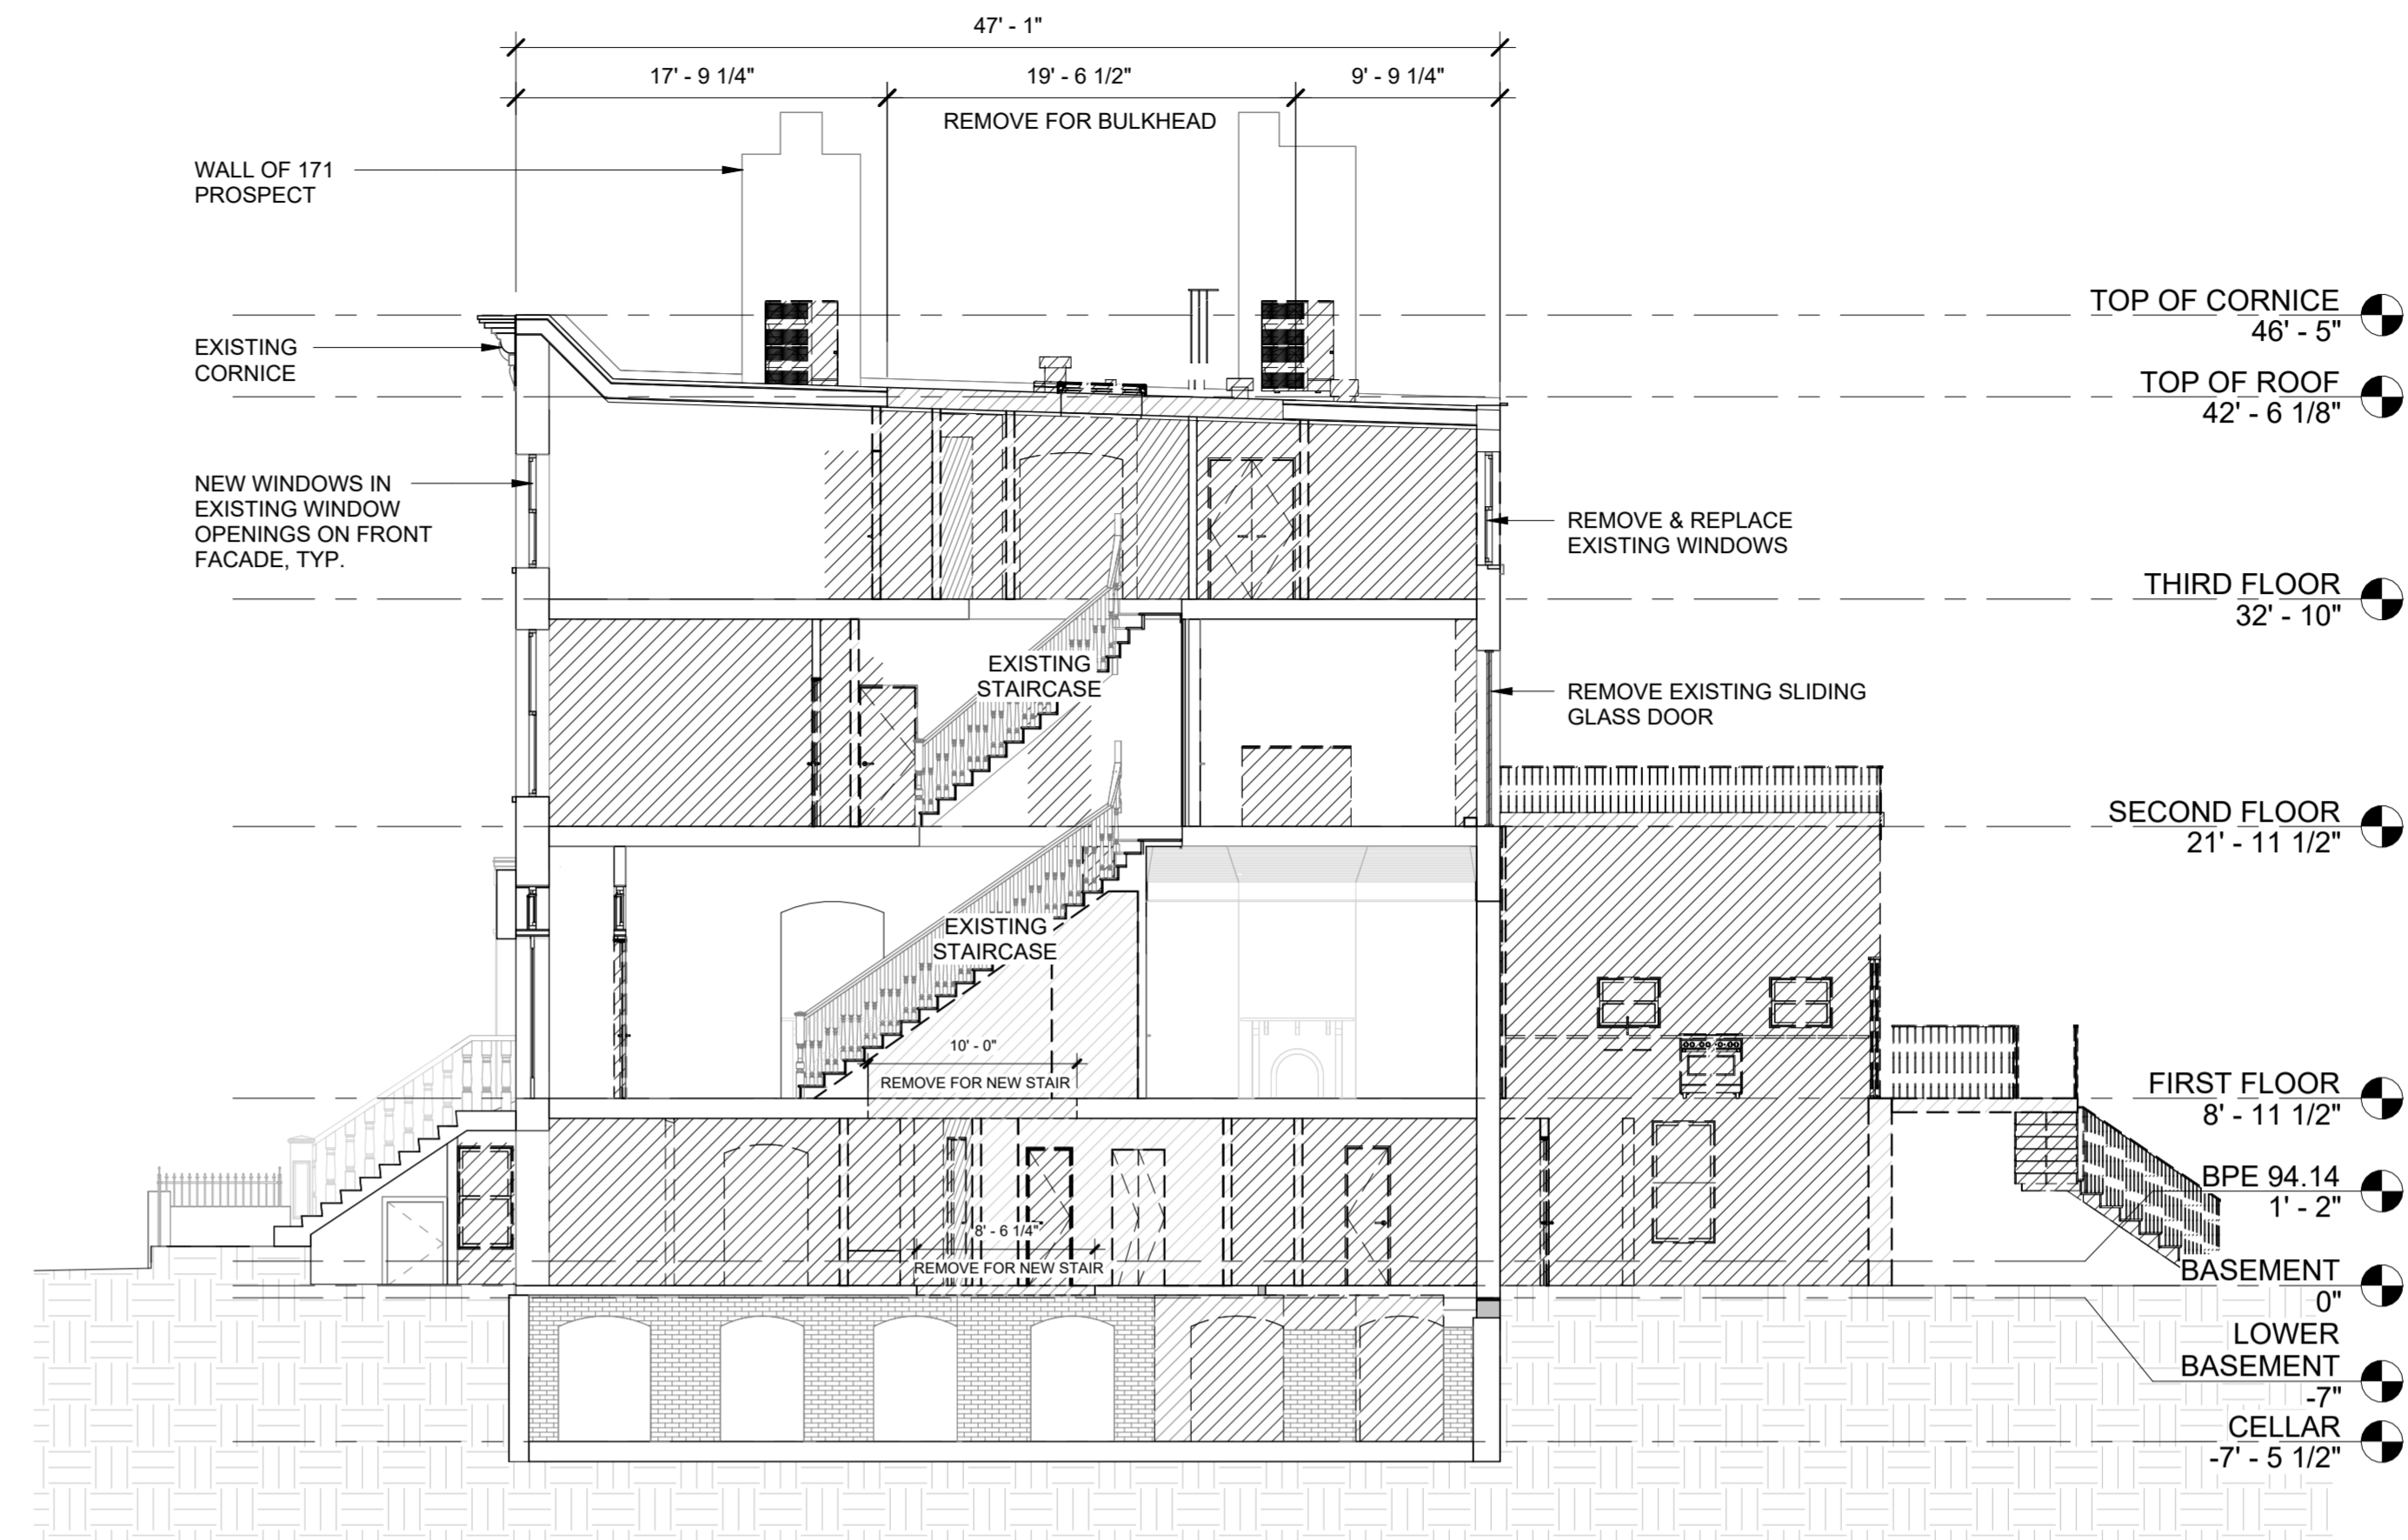 47' - 1"
17' - 9 1/4"
19' - 6 1/2"
9' - 9 1/4"
REMOVE FOR BULKHEAD
WALL OF 171
PROSPECT
EXISTING
CORNICE
NEW WINDOWS IN
EXISTING WINDOW
OPENINGS ON FRONT
FACADE, TYP.
REMOVE & REPLACE
EXISTING WINDOWS
EXISTING
STAIRCASE
REMOVE EXISTING SLIDING
GLASS DOOR
EXISTING
STAIRCASE
10' - 0"
REMOVE FOR NEW STAIR
8' - 6 1/4"
REMOVE FOR NEW STAIR
TOP OF CORNICE
46' - 5"
TOP OF ROOF
42' - 6 1/8"
THIRD FLOOR
32' - 10"
SECOND FLOOR
21' - 11 1/2"
FIRST FLOOR
8' - 11 1/2"
BPE 94.14
1' - 2"
BASEMENT
0"
LOWER
BASEMENT
-7"
CELLAR
-7' - 5 1/2"